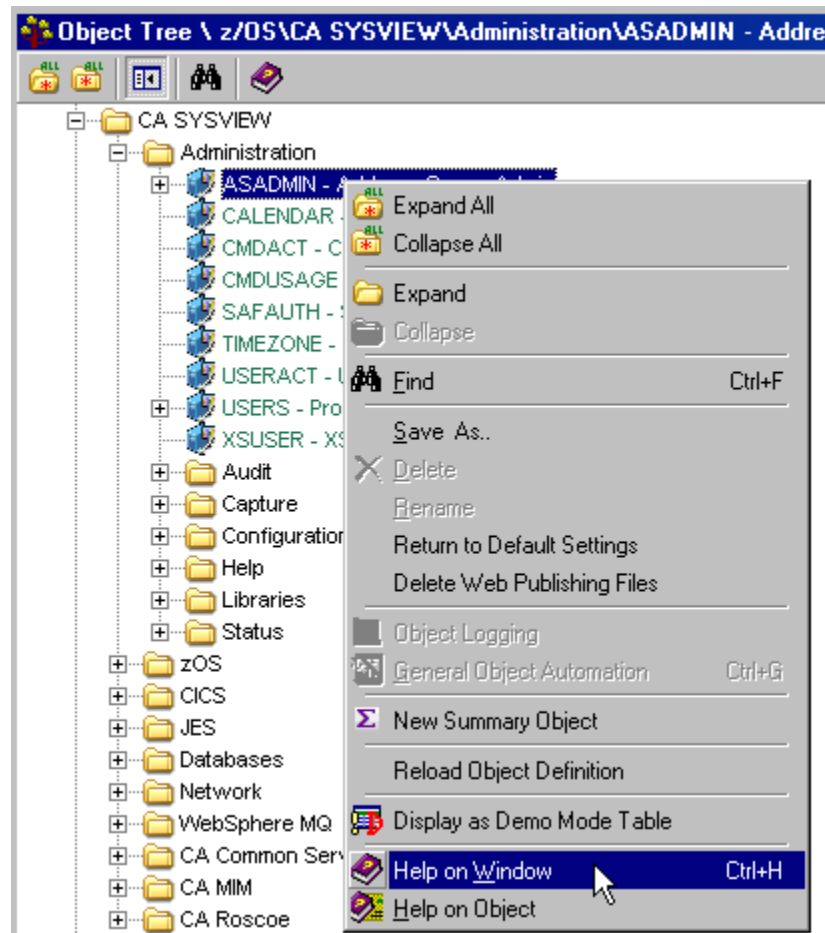 Object Tree \ z/OS\CA SYSVIEW\Administration\ASADMIN - Addre
ALL ALL
CA SYSVIEW
Administration
ASADMIN -
CALENDAR -
CMDACT - C
CMDUSAGE
SAFAUTH -
TIMEZONE -
USERACT -
USERS - Pro
XSUSER - XS
Audit
Capture
Configuration
Help
Libraries
Status
zOS
CICS
JES
Databases
Network
WebSphere MQ
CA Common Serv
CA MIM
CA Roscoe
ALL
Expand All
ALL
Collapse All
Expand
Collapse
Find Ctrl+F
Save As..
Delete
Rename
Return to Default Settings
Delete Web Publishing Files
Object Logging
General Object Automation Ctrl+G
Σ New Summary Object
Reload Object Definition
Display as Demo Mode Table
Help on Window Ctrl+H
Help on Object